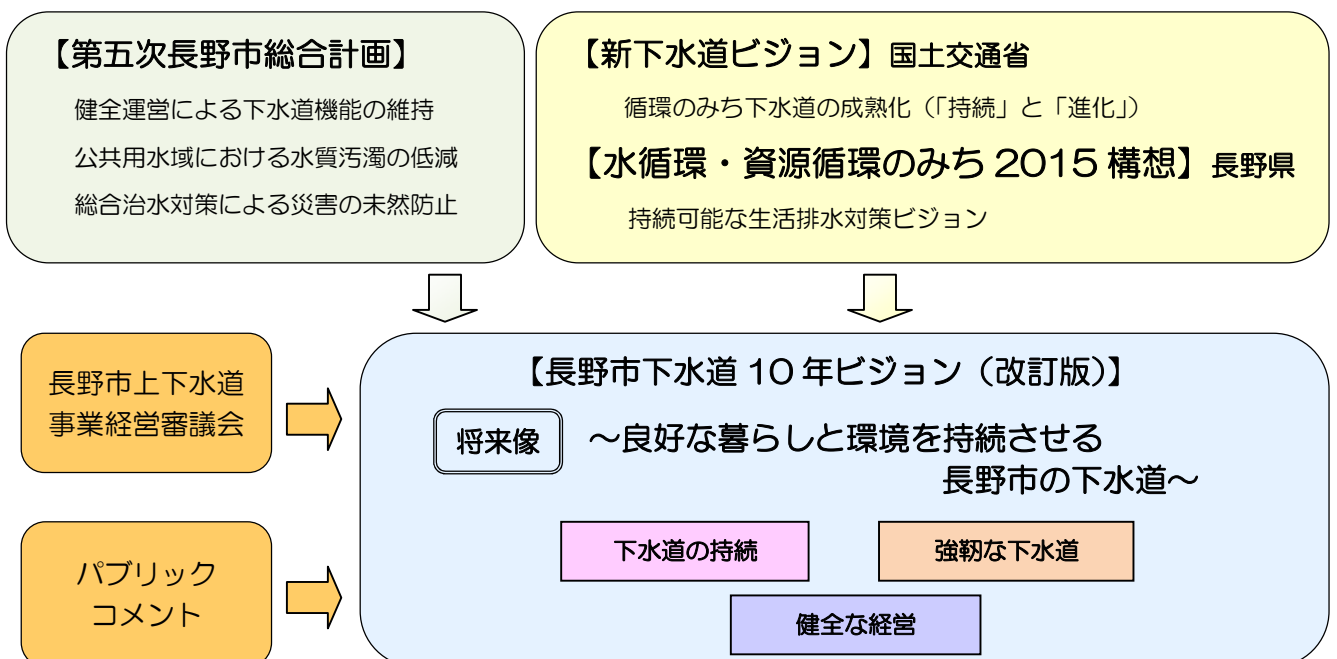 【第五次長野市総合計画】
健全運営による下水道機能の維持
公共用水域における水質汚濁の低減
総合治水対策による災害の未然防止
【新下水道ビジョン】国土交通省
循環のみち下水道の成熟化（「持続」と「進化」）
【水循環・資源循環のみち 2015 構想】長野県
持続可能な生活排水対策ビジョン
長野市上下水道
事業経営審議会
パブリック
コメント
【長野市下水道 10 年ビジョン（改訂版）】
将来像
～良好な暮らしと環境を持続させる
長野市の下水道～
下水道の持続
強靭な下水道
健全な経営